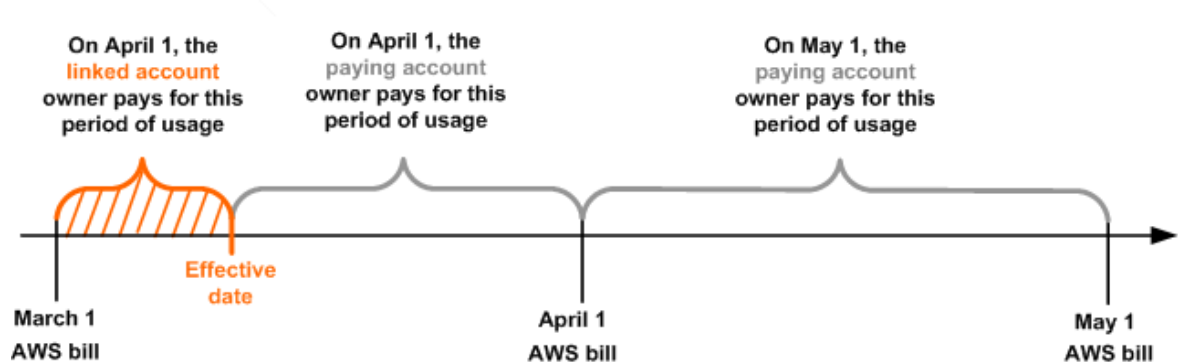 On April 1, the
linked account
owner pays for this
period of usage
On April 1, the
paying account
owner pays for this
period of usage
On May 1, the
paying account
owner pays for this
period of usage
Effective
date
March 1
AWS bill
April 1
AWS bill
May 1
AWS bill